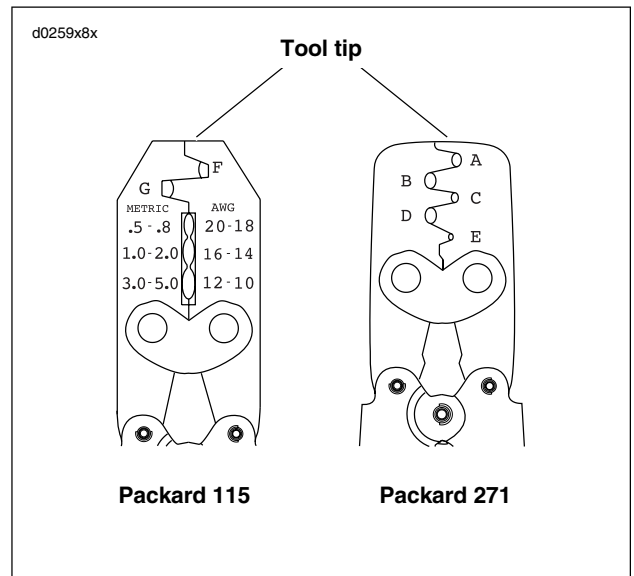 d0259x8x
Tool tip
F
G
METRIC AWG
.5 - .8 20-18
1.0-2.0 16-14
3.0-5.0 12-10
A
B
C
D
E
Packard 115
Packard 271